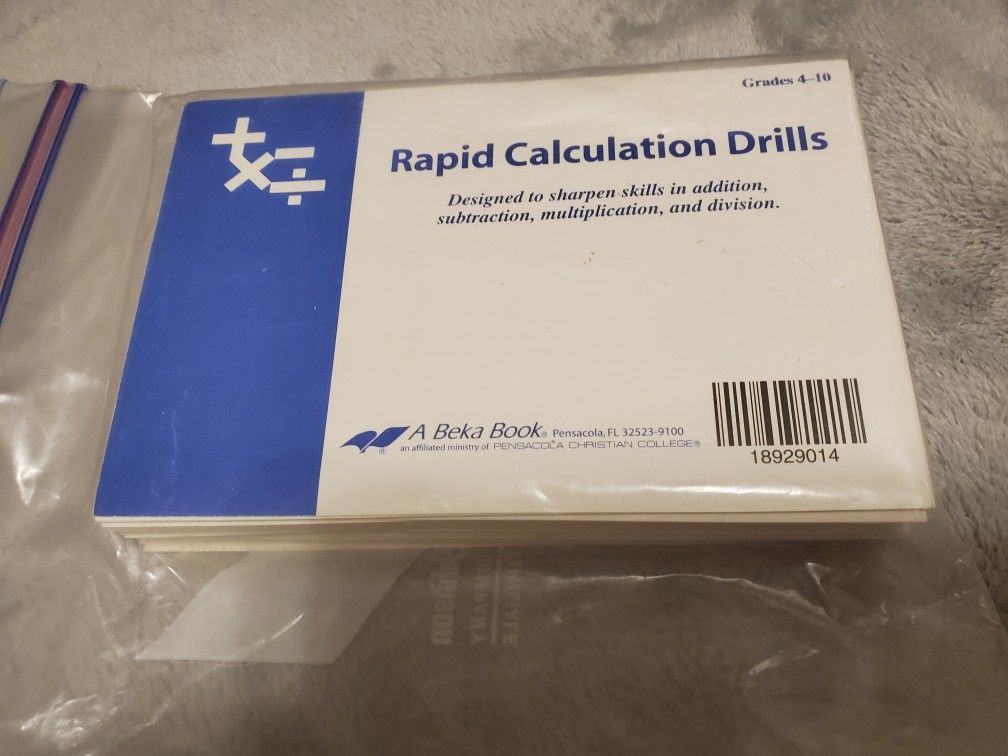 Grades 4–10
Rapid Calculation Drills
Designed to sharpen skills in addition,
subtraction, multiplication, and division.
A Beka Book® Pensacola, FL 32523-9100
an affiliated ministry of PENSACOLA CHRISTIAN COLLEGE®
18929014